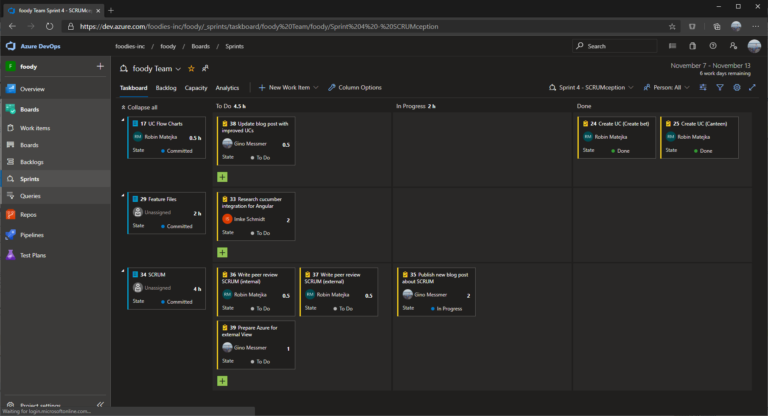 foody Team Sprint 4 - SCRUMce
https://dev.azure.com/foodies-inc/foody/_sprints/taskboard/foody%20Team/foody/Sprint%204%20-%20SCRUMception
Azure DevOps
foodies-inc / foody / Boards / Sprints
Search
foody
Overview
Boards
Work items
Boards
Backlogs
Sprints
Queries
Repos
Pipelines
Test Plans
Project settings
Waiting for login.microsoftonline.com...
foody Team
November 7 - November 13
6 work days remaining
Taskboard Backlog Capacity Analytics
New Work Item
Column Options
Sprint 4 - SCRUMception
Person: All
Collapse all
To Do 4.5 h
In Progress 2 h
Done
17 UC Flow Charts
RM Robin Matejka 0.5 h
State Committed
38 Update blog post with
improved UCs
Gino Messmer 0.5
State To Do
24 Create UC (Create bet)
RM Robin Matejka
State Done
25 Create UC (Canteen)
RM Robin Matejka
State Done
29 Feature Files
Unassigned 2 h
State Committed
33 Research cucumber
integration for Angular
Imke Schmidt 2
State To Do
34 SCRUM
Unassigned 4 h
State Committed
36 Write peer review
SCRUM (internal)
RM Robin Matejka 0.5
State To Do
37 Write peer review
SCRUM (external)
RM Robin Matejka 0.5
State To Do
35 Publish new blog post
about SCRUM
Gino Messmer 2
State In Progress
39 Prepare Azure for
external View
Gino Messmer 1
State To Do